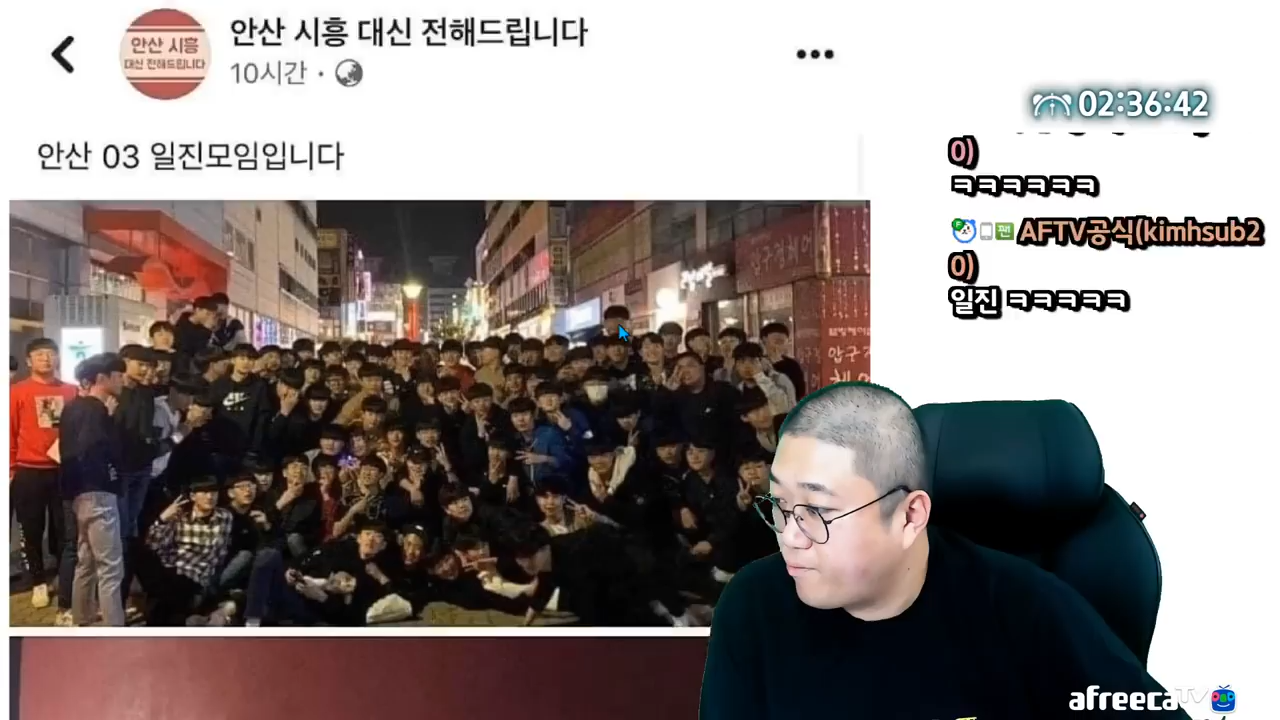 안산 시흥 대신 전해드립니다
안산 시흥
대신 전해드립니다
10시간 ·
안산 03 일진모임입니다
02:36:42
0)
ㅋㅋㅋㅋㅋㅋ
AFTV공식(kimhsub2
0)
일진 ㅋㅋㅋㅋㅋ
afreecaTV